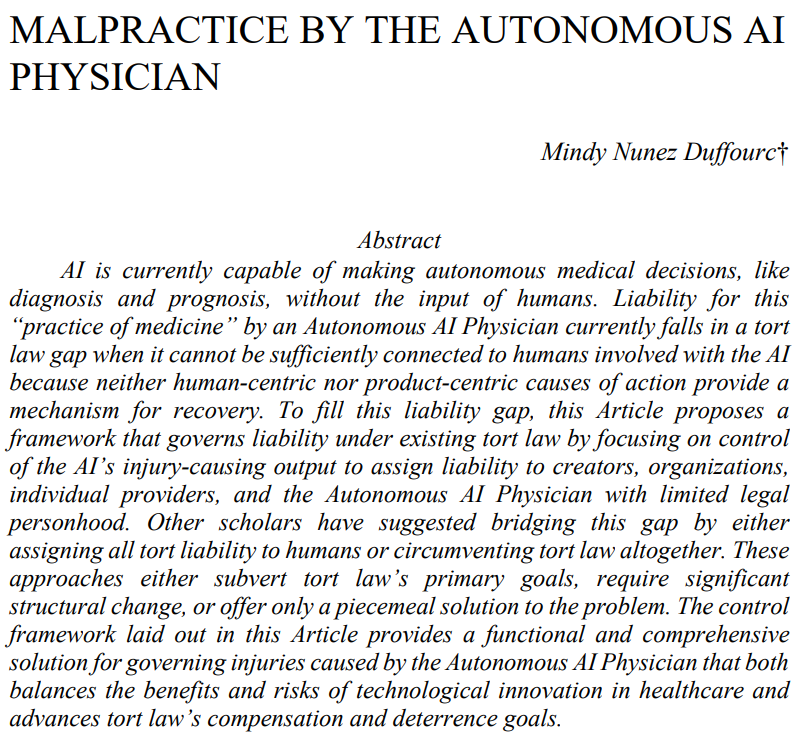 MALPRACTICE BY THE AUTONOMOUS AI
PHYSICIAN
Mindy Nunez Duffourc†
Abstract
AI is currently capable of making autonomous medical decisions, like
diagnosis and prognosis, without the input of humans. Liability for this
“practice of medicine” by an Autonomous AI Physician currently falls in a tort
law gap when it cannot be sufficiently connected to humans involved with the AI
because neither human-centric nor product-centric causes of action provide a
mechanism for recovery. To fill this liability gap, this Article proposes a
framework that governs liability under existing tort law by focusing on control
of the AI’s injury-causing output to assign liability to creators, organizations,
individual providers, and the Autonomous AI Physician with limited legal
personhood. Other scholars have suggested bridging this gap by either
assigning all tort liability to humans or circumventing tort law altogether. These
approaches either subvert tort law’s primary goals, require significant
structural change, or offer only a piecemeal solution to the problem. The control
framework laid out in this Article provides a functional and comprehensive
solution for governing injuries caused by the Autonomous AI Physician that both
balances the benefits and risks of technological innovation in healthcare and
advances tort law’s compensation and deterrence goals.